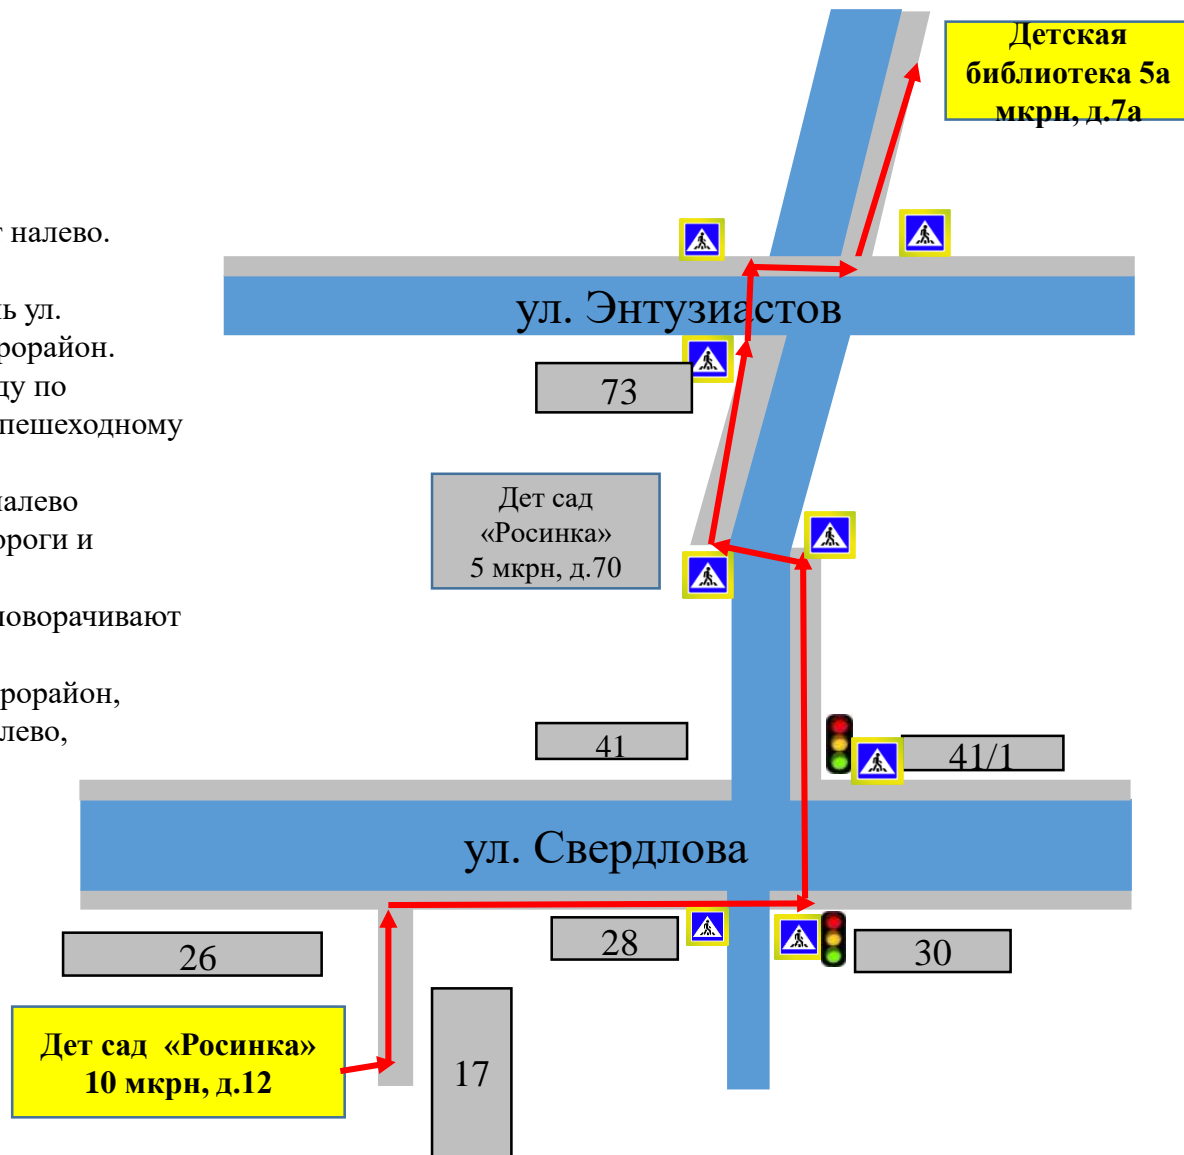 Детская
библиотека 5а
мкрн, д.7а
налево.
ул. Энтузиастов
ь ул.
рорайон.
ду по
пешеходному
73
налево
ороги и
Дет сад
«Росинка»
5 мкрн, д.70
поворачивают
рорайон,
лево,
41
41/1
ул. Свердлова
26
28
30
Дет сад «Росинка»
10 мкрн, д.12
17